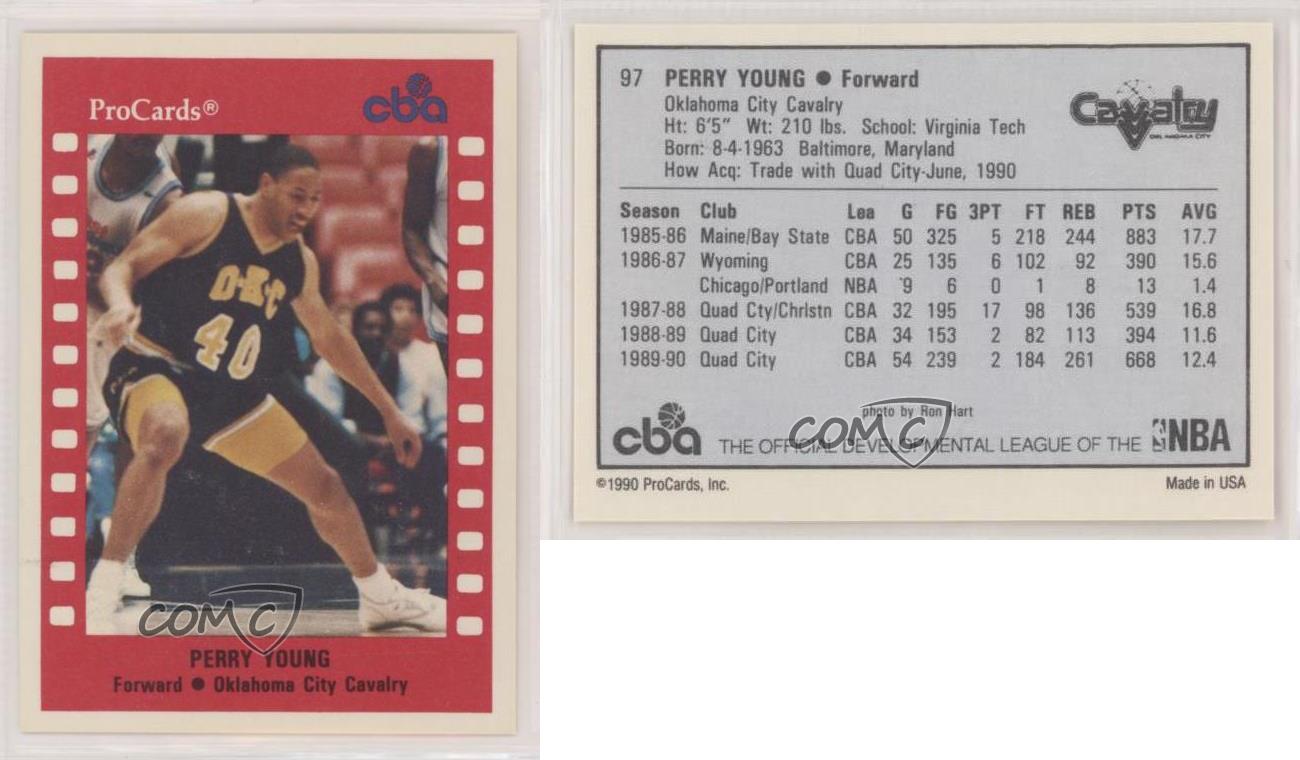 ProCards®
cba
OKC
40
COMC
PERRY YOUNG
Forward ● Oklahoma City Cavalry
97 PERRY YOUNG ● Forward
Oklahoma City Cavalry
Ht: 6'5" Wt: 210 lbs. School: Virginia Tech
Born: 8-4-1963 Baltimore, Maryland
How Acq: Trade with Quad City-June, 1990
Cavalry
OKLAHOMA CITY
Season Club Lea G FG 3PT FT REB PTS AVG
1985-86 Maine/Bay State CBA 50 325 5 218 244 883 17.7
1986-87 Wyoming CBA 25 135 6 102 92 390 15.6
Chicago/Portland NBA 9 6 0 1 8 13 1.4
1987-88 Quad Cty/Chrlstn CBA 32 195 17 98 136 539 16.8
1988-89 Quad City CBA 34 153 2 82 113 394 11.6
1989-90 Quad City CBA 54 239 2 184 261 668 12.4
photo by Ron Hart
COMC
cba THE OFFICIAL DEVELOPMENTAL LEAGUE OF THE NBA
©1990 ProCards, Inc. Made in USA